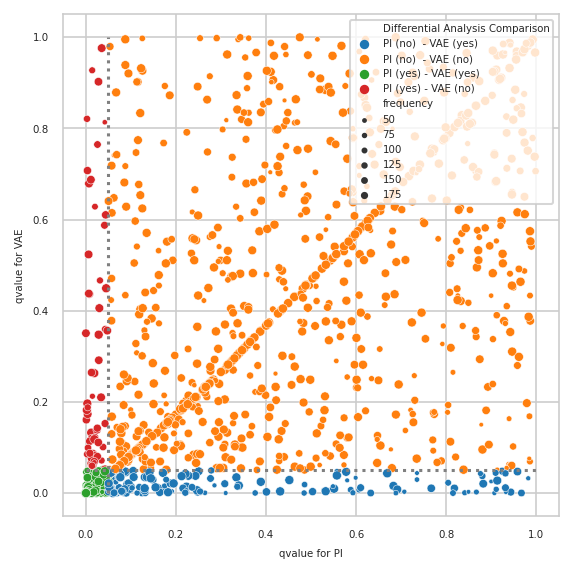 Differential Analysis Comparison
PI (no) - VAE (yes)
PI (no) - VAE (no)
PI (yes) - VAE (yes)
PI (yes) - VAE (no)
frequency
50
75
100
125
150
175
1.0
0.8
0.6
0.4
0.2
0.0
qvalue for VAE
0.0 0.2 0.4 0.6 0.8 1.0
qvalue for PI